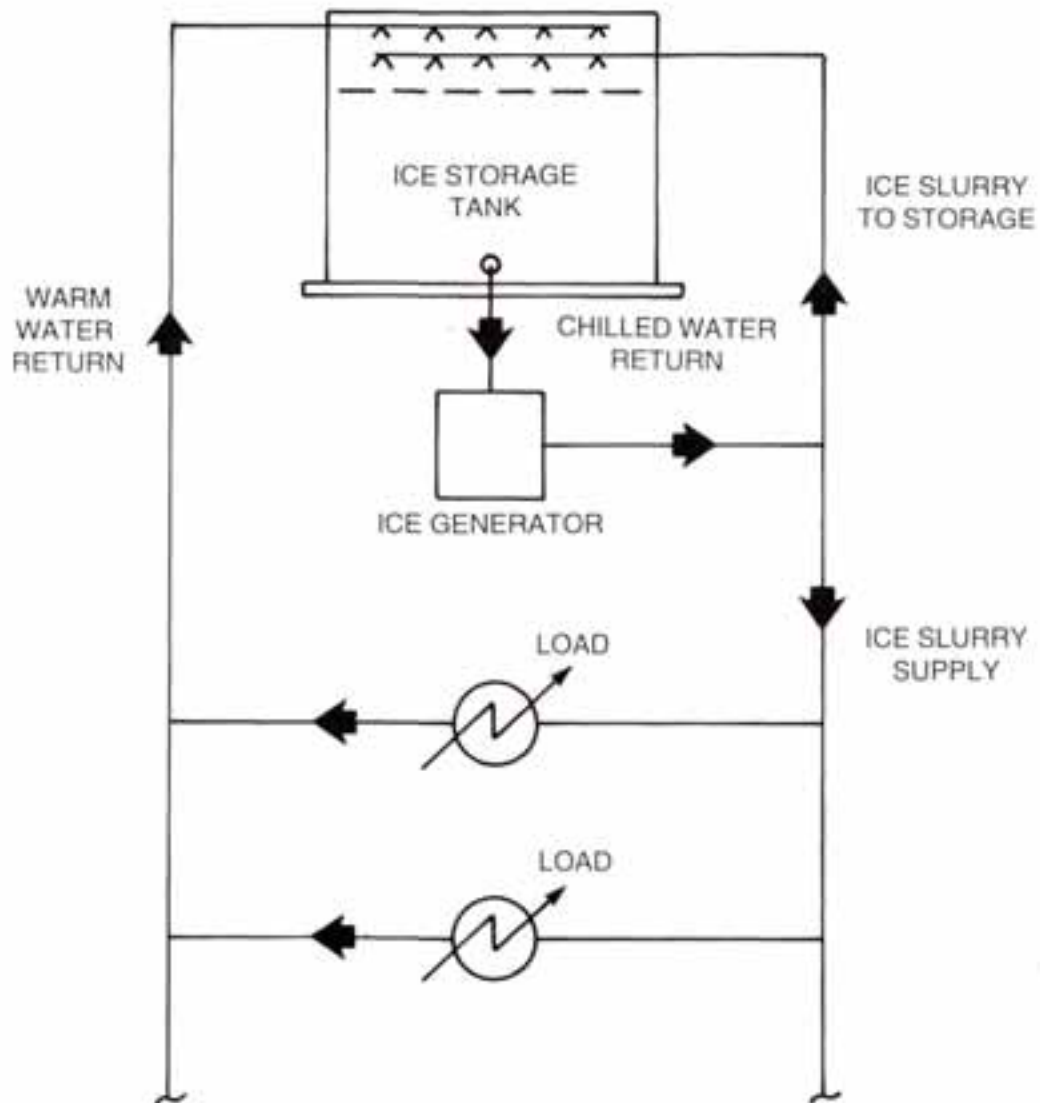 ICE STORAGE
TANK
ICE SLURRY
TO STORAGE
WARM
WATER
RETURN
CHILLED WATER
RETURN
ICE GENERATOR
ICE SLURRY
SUPPLY
LOAD
LOAD